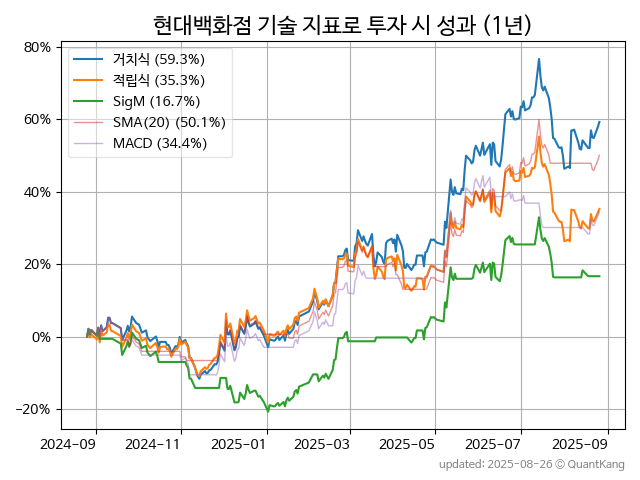 현대백화점 기술 지표로 투자 시 성과 (1년)
거치식 (59.3%)
적립식 (35.3%)
SigM (16.7%)
SMA(20) (50.1%)
MACD (34.4%)
80%
60%
40%
20%
0%
−20%
2024-09 2024-11 2025-01 2025-03 2025-05 2025-07 2025-09
updated: 2025-08-26 © QuantKang